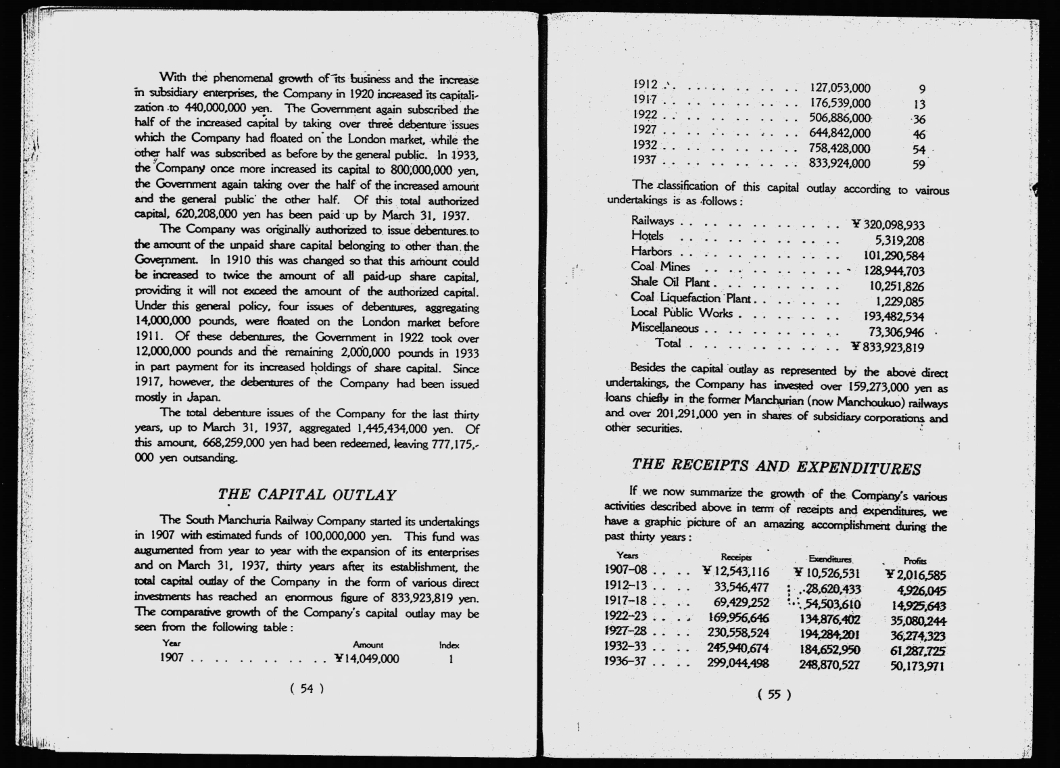 With the phenomenal growth of its business and the increase
in subsidiary enterprises, the Company in 1920 increased its capitali-
zation to 440,000,000 yen. The Government again subscribed the
half of the increased capital by taking over three debenture issues
which the Company had floated on the London market, while the
other half was subscribed as before by the general public. In 1933,
the Company once more increased its capital to 800,000,000 yen,
the Government again taking over the half of the increased amount
and the general public the other half. Of this total authorized
capital, 620,208,000 yen has been paid up by March 31, 1937.
The Company was originally authorized to issue debentures to
the amount of the unpaid share capital belonging to other than the
Government. In 1910 this was changed so that this amount could
be increased to twice the amount of all paid-up share capital,
providing it will not exceed the amount of the authorized capital.
Under this general policy, four issues of debentures, aggregating
14,000,000 pounds, were floated on the London market before
1911. Of these debentures, the Government in 1922 took over
12,000,000 pounds and the remaining 2,000,000 pounds in 1933
in part payment for its increased holdings of share capital. Since
1917, however, the debentures of the Company had been issued
mostly in Japan.
The total debenture issues of the Company for the last thirty
years, up to March 31, 1937, aggregated 1,445,434,000 yen. Of
this amount, 668,259,000 yen had been redeemed, leaving 777,175,-
000 yen outsanding.
THE CAPITAL OUTLAY
The South Manchuria Railway Company started its undertakings
in 1907 with estimated funds of 100,000,000 yen. This fund was
augumented from year to year with the expansion of its enterprises
and on March 31, 1937, thirty years after its establishment, the
total capital outlay of the Company in the form of various direct
investments has reached an enormous figure of 833,923,819 yen.
The comparative growth of the Company's capital outlay may be
seen from the following table :
Year Amount Index
1907 . . . . . . . . . . . . ¥14,049,000 1
( 54 )
1912 . . . . . . . . . . 127,053,000 9
1917 . . . . . . . . . . 176,539,000 13
1922 . . . . . . . . . . 506,886,000 36
1927 . . . . . . . . . . 644,842,000 46
1932 . . . . . . . . . . 758,428,000 54
1937 . . . . . . . . . . 833,924,000 59
The classification of this capital outlay according to vairous
undertakings is as follows :
Railways . . . . . . . . . . . ¥ 320,098,933
Hotels . . . . . . . . . . . 5,319,208
Harbors . . . . . . . . . . . 101,290,584
Coal Mines . . . . . . . . . . 128,944,703
Shale Oil Plant . . . . . . . . . 10,251,826
Coal Liquefaction Plant . . . . . . 1,229,085
Local Public Works . . . . . . . . 193,482,534
Miscellaneous . . . . . . . . . . 73,306,946
Total . . . . . . . . . . . ¥ 833,923,819
Besides the capital outlay as represented by the above direct
undertakings, the Company has invested over 159,273,000 yen as
loans chiefly in the former Manchurian (now Manchoukuo) railways
and over 201,291,000 yen in shares of subsidiary corporations and
other securities.
THE RECEIPTS AND EXPENDITURES
If we now summarize the growth of the Company's various
activities described above in term of receipts and expenditures, we
have a graphic picture of an amazing accomplishment during the
past thirty years :
Years Receipts Exenditures Profits
1907–08 . . . . ¥ 12,543,116 ¥ 10,526,531 ¥ 2,016,585
1912–13 . . . . 33,546,477 28,620,433 4,926,045
1917–18 . . . . 69,429,252 54,503,610 14,925,643
1922–23 . . . . 169,956,646 134,876,402 35,080,244
1927–28 . . . . 230,558,524 194,284,201 36,274,323
1932–33 . . . . 245,940,674 184,652,950 61,287,725
1936–37 . . . . 299,044,498 248,870,527 50,173,971
( 55 )